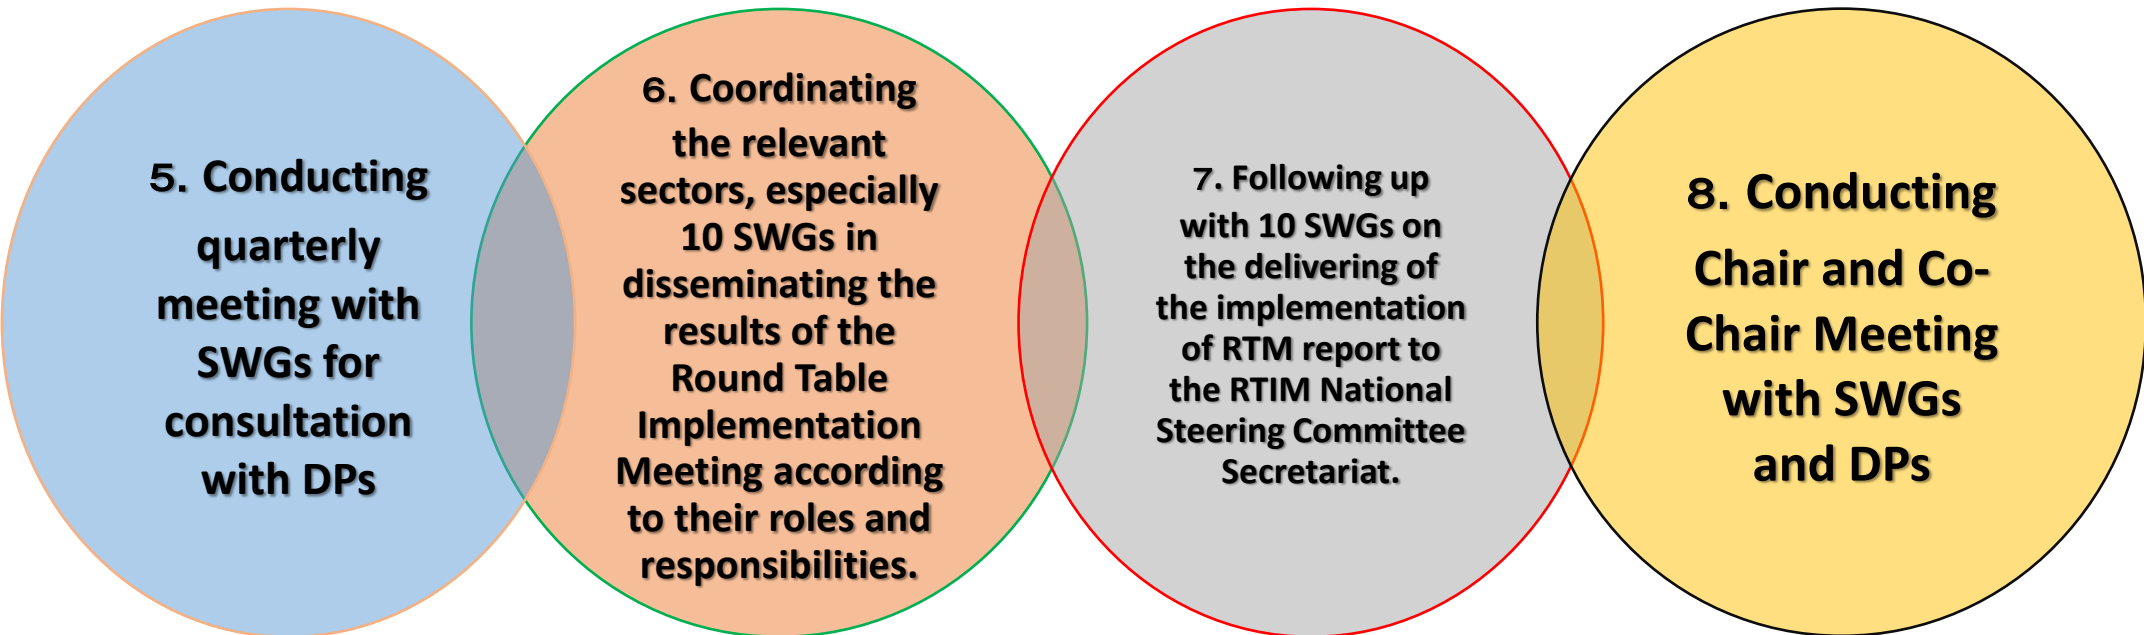 5. Conducting
quarterly
meeting with
SWGs for
consultation
with DPs
6. Coordinating
the relevant
sectors, especially
10 SWGs in
disseminating the
results of the
Round Table
Implementation
Meeting according
to their roles and
responsibilities.
7. Following up
with 10 SWGs on
the delivering of
the implementation
of RTM report to
the RTIM National
Steering Committee
Secretariat.
8. Conducting
Chair and Co-
Chair Meeting
with SWGs
and DPs